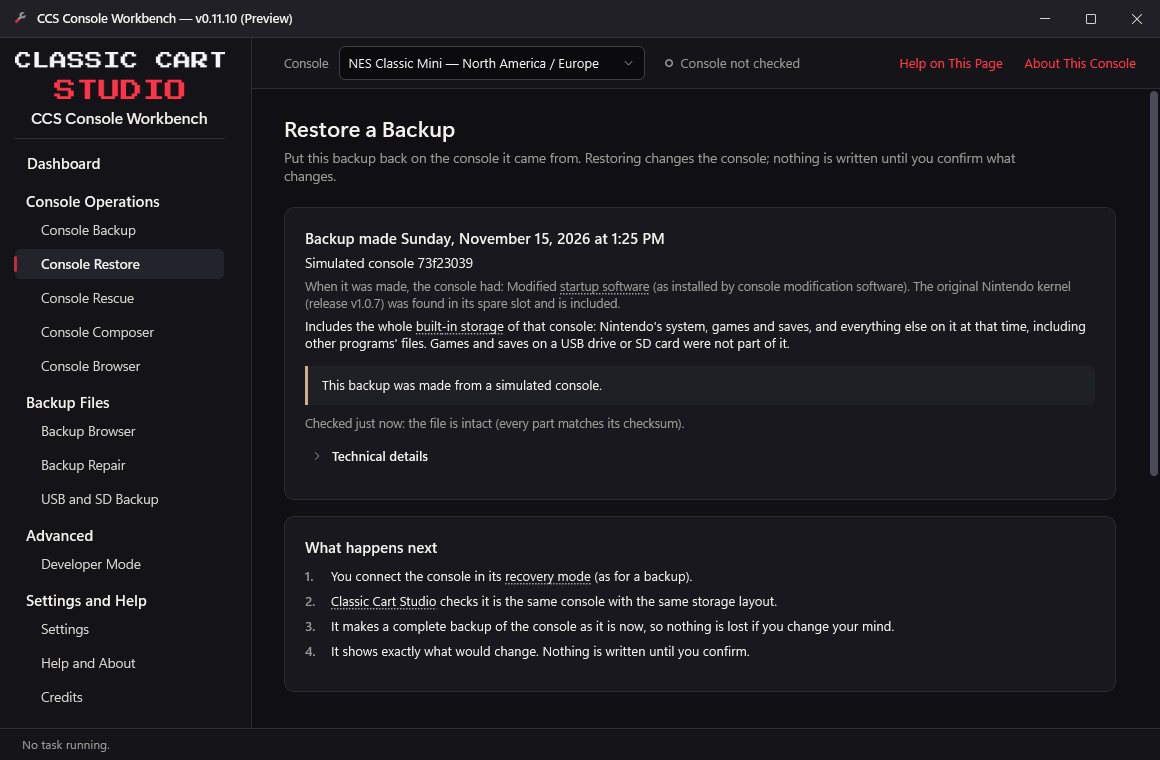 CCS Console Workbench — v0.11.10 (Preview)
CLASSIC CART
STUDIO
CCS Console Workbench
Dashboard
Console Operations
Console Backup
Console Restore
Console Rescue
Console Composer
Console Browser
Backup Files
Backup Browser
Backup Repair
USB and SD Backup
Advanced
Developer Mode
Settings and Help
Settings
Help and About
Credits
Console
NES Classic Mini — North America / Europe
Console not checked
Help on This Page
About This Console
Restore a Backup
Put this backup back on the console it came from. Restoring changes the console; nothing is written until you confirm what
changes.
Backup made Sunday, November 15, 2026 at 1:25 PM
Simulated console 73f23039
When it was made, the console had: Modified startup software (as installed by console modification software). The original Nintendo kernel
(release v1.0.7) was found in its spare slot and is included.
Includes the whole built-in storage of that console: Nintendo's system, games and saves, and everything else on it at that time, including
other programs' files. Games and saves on a USB drive or SD card were not part of it.
This backup was made from a simulated console.
Checked just now: the file is intact (every part matches its checksum).
Technical details
What happens next
1. You connect the console in its recovery mode (as for a backup).
2. Classic Cart Studio checks it is the same console with the same storage layout.
3. It makes a complete backup of the console as it is now, so nothing is lost if you change your mind.
4. It shows exactly what would change. Nothing is written until you confirm.
No task running.